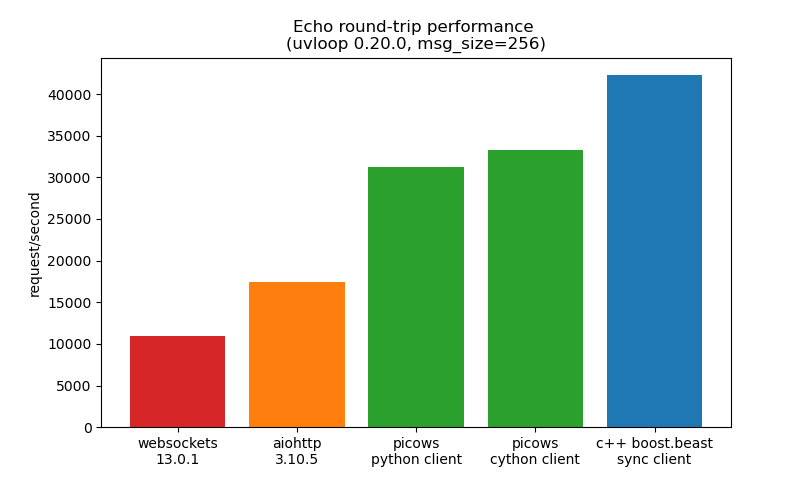 Echo round-trip performance
(uvloop 0.20.0, msg_size=256)
request/second
40000
35000
30000
25000
20000
15000
10000
5000
0
websockets
13.0.1
aiohttp
3.10.5
picows
python client
picows
cython client
c++ boost.beast
sync client